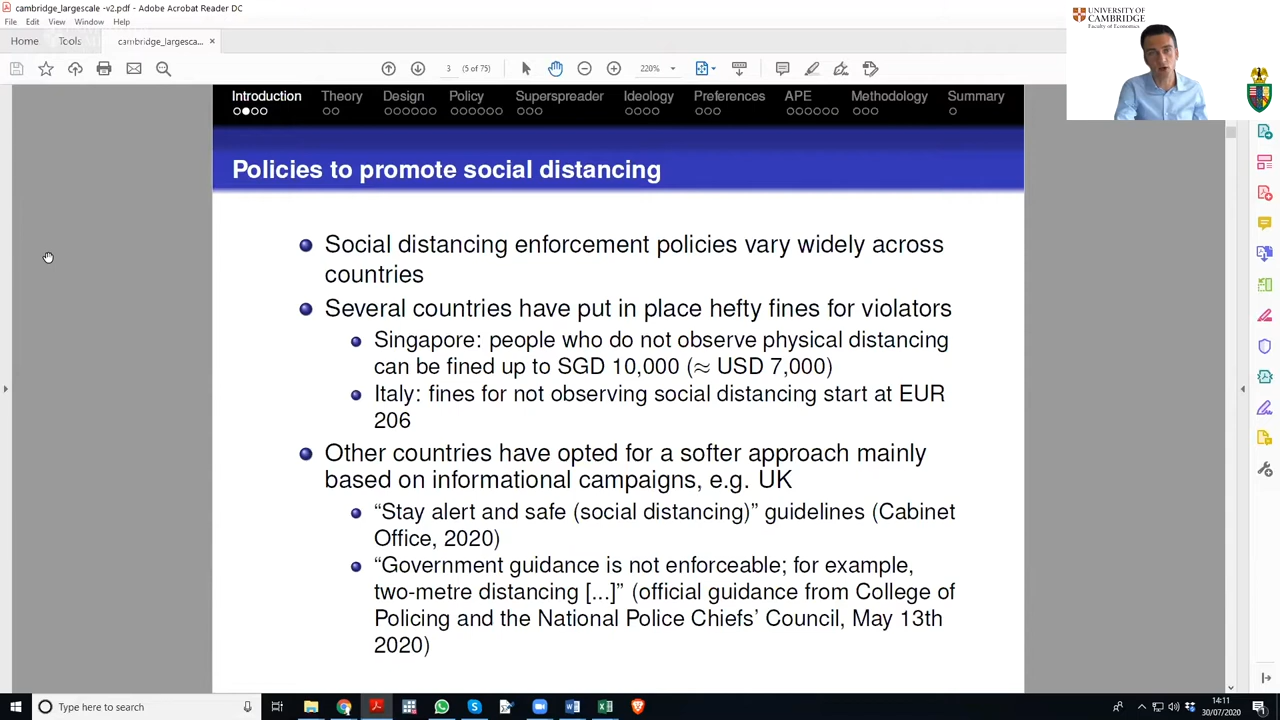 cambridge_largescale -v2.pdf - Adobe Acrobat Reader DC
File Edit View Window Help
Home Tools cambridge_largesca... ×
3 (5 of 75) 220%
UNIVERSITY OF
CAMBRIDGE
Faculty of Economics
Introduction Theory Design Policy Superspreader Ideology Preferences APE Methodology Summary
Policies to promote social distancing
Social distancing enforcement policies vary widely across
countries
Several countries have put in place hefty fines for violators
Singapore: people who do not observe physical distancing
can be fined up to SGD 10,000 (≈ USD 7,000)
Italy: fines for not observing social distancing start at EUR
206
Other countries have opted for a softer approach mainly
based on informational campaigns, e.g. UK
“Stay alert and safe (social distancing)” guidelines (Cabinet
Office, 2020)
“Government guidance is not enforceable; for example,
two-metre distancing [...]” (official guidance from College of
Policing and the National Police Chiefs’ Council, May 13th
2020)
Type here to search
14:11
30/07/2020